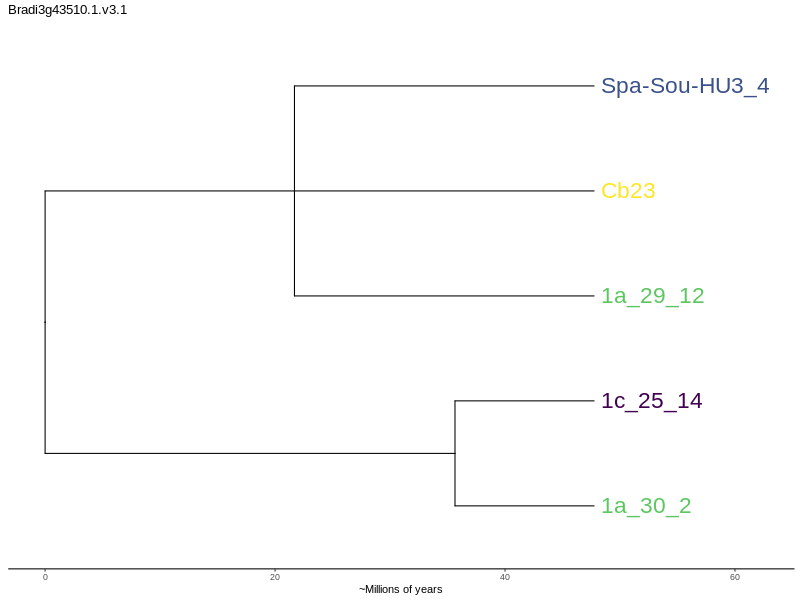 Bradi3g43510.1.v3.1
Spa-Sou-HU3_4
Cb23
1a_29_12
1c_25_14
1a_30_2
0 20 40 60
~Millions of years